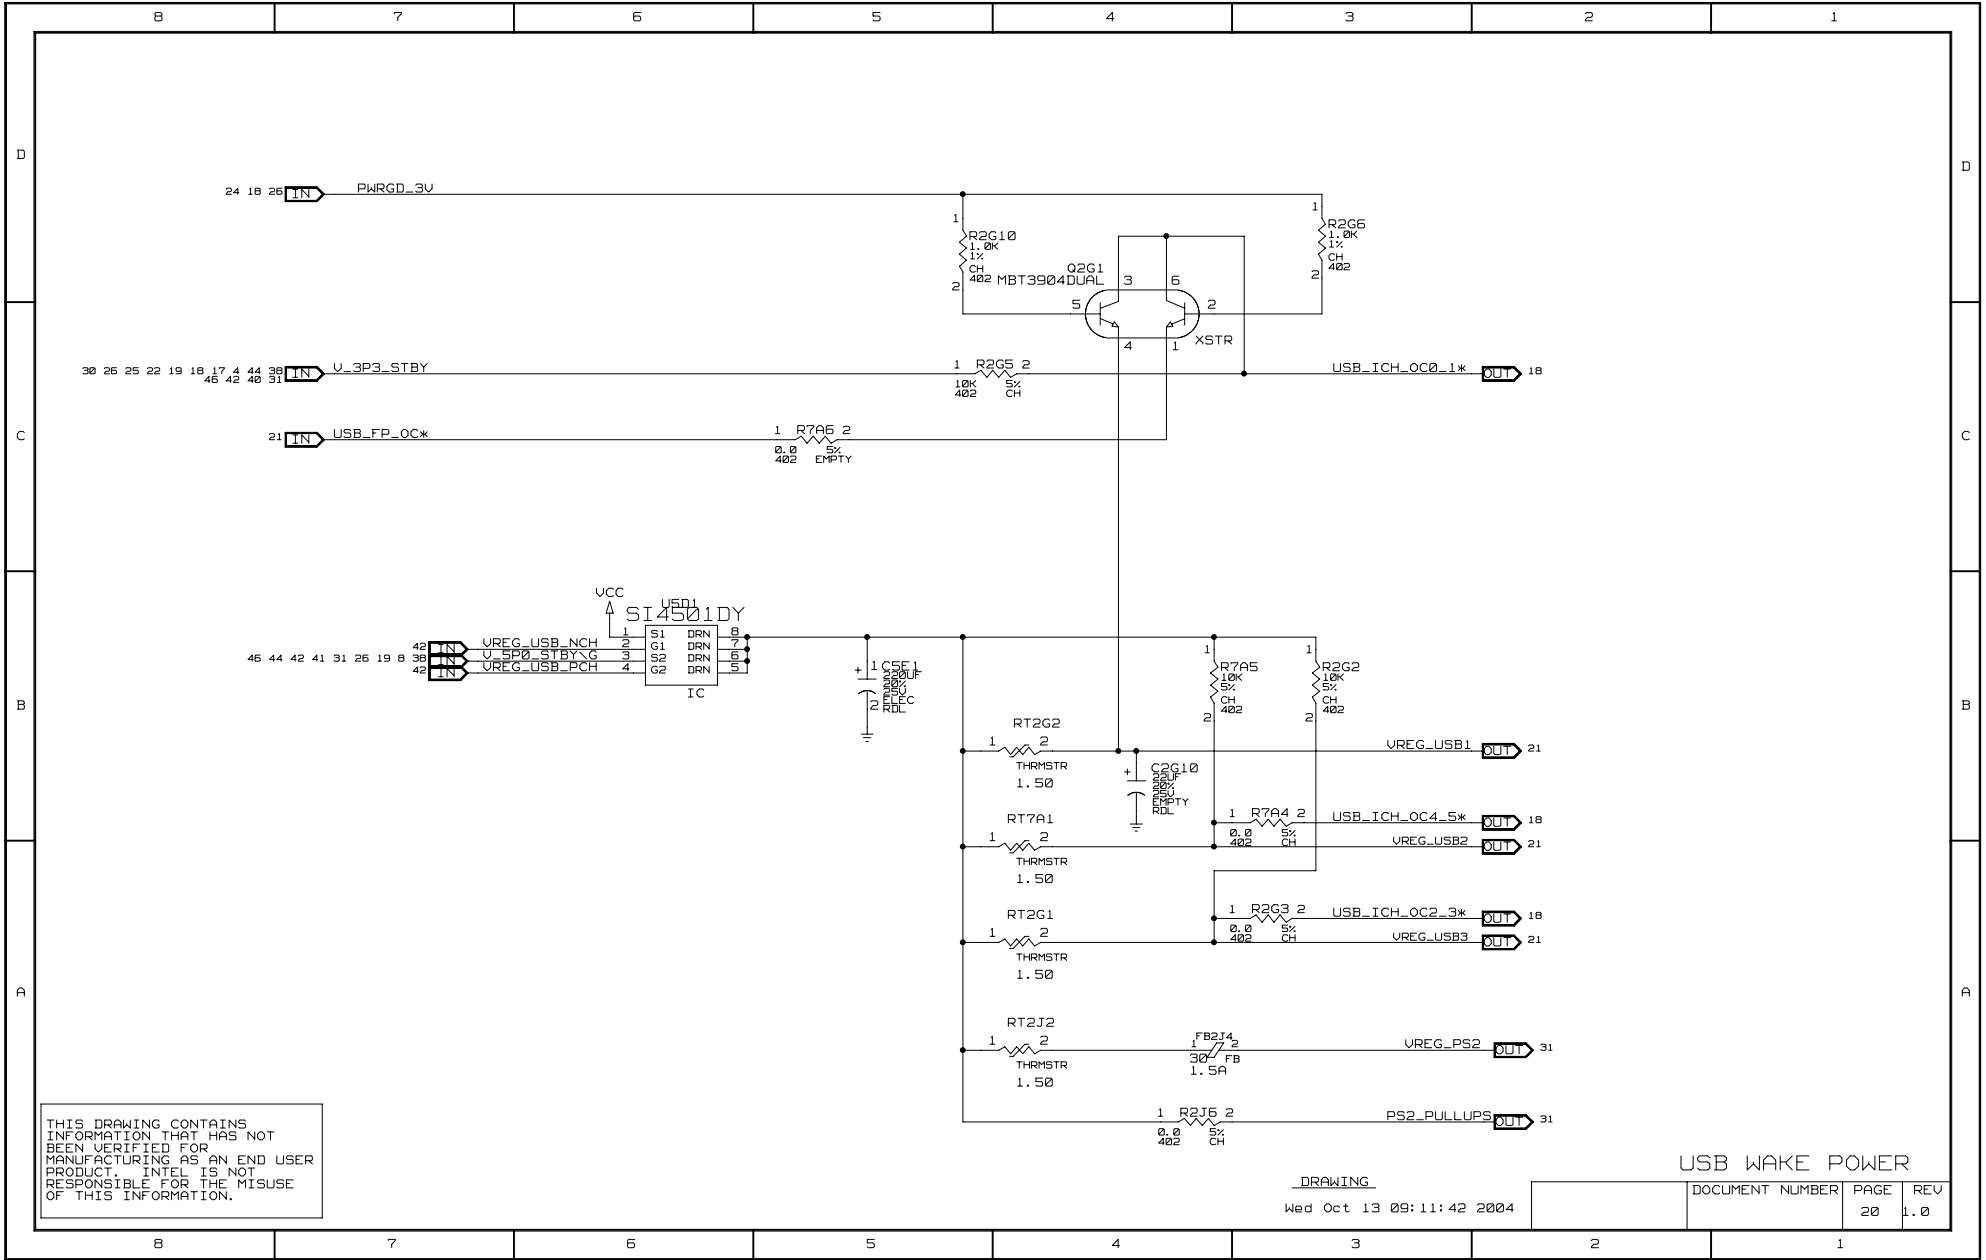 8 7 6 5 4 3 2 1
D D
24 18 26 IN PWRGD_3V
1 R2G10
1.0K
1%
CH
402
2
1
R2G6
1.0K
1%
CH
402
2
Q2G1
MBT3904DUAL
3 6
5 2
4 1
XSTR
30 26 25 22 19 18 17 4 44 38
46 42 40 31
IN V_3P3_STBY
1 R2G5 2
10K 5%
402 CH
USB_ICH_OC0_1* OUT 18
C C
21 IN USB_FP_OC*
1 R7A6 2
0.0 5%
402 EMPTY
VCC
U5D1
SI4501DY
1 S1 DRN 8
2 G1 DRN 7
3 S2 DRN 6
4 G2 DRN 5
IC
42 IN VREG_USB_NCH
46 44 42 41 31 26 19 8 38 IN V_5P0_STBY\G
42 IN VREG_USB_PCH
+ 1 C5E1
220UF
20%
ELEC
2 RDL
1
R7A5
10K
5%
CH
402
2
1
R2G2
10K
5%
CH
402
2
B B
RT2G2
1 2
THRMSTR
1.50
VREG_USB1 OUT 21
+ C2G10
22UF
20%
EMPTY
RDL
RT7A1
1 2
THRMSTR
1.50
1 R7A4 2
0.0 5%
402 CH
USB_ICH_OC4_5* OUT 18
VREG_USB2 OUT 21
RT2G1
1 2
THRMSTR
1.50
1 R2G3 2
0.0 5%
402 CH
USB_ICH_OC2_3* OUT 18
VREG_USB3 OUT 21
A A
RT2J2
1 2
THRMSTR
1.50
FB2J4
1 2
30 FB
1.5A
VREG_PS2 OUT 31
1 R2J6 2
0.0 5%
402 CH
PS2_PULLUPS OUT 31
THIS DRAWING CONTAINS
INFORMATION THAT HAS NOT
BEEN VERIFIED FOR
MANUFACTURING AS AN END USER
PRODUCT. INTEL IS NOT
RESPONSIBLE FOR THE MISUSE
OF THIS INFORMATION.
USB WAKE POWER
DRAWING
Wed Oct 13 09:11:42 2004
DOCUMENT NUMBER PAGE REV
20 1.0
8 7 6 5 4 3 2 1